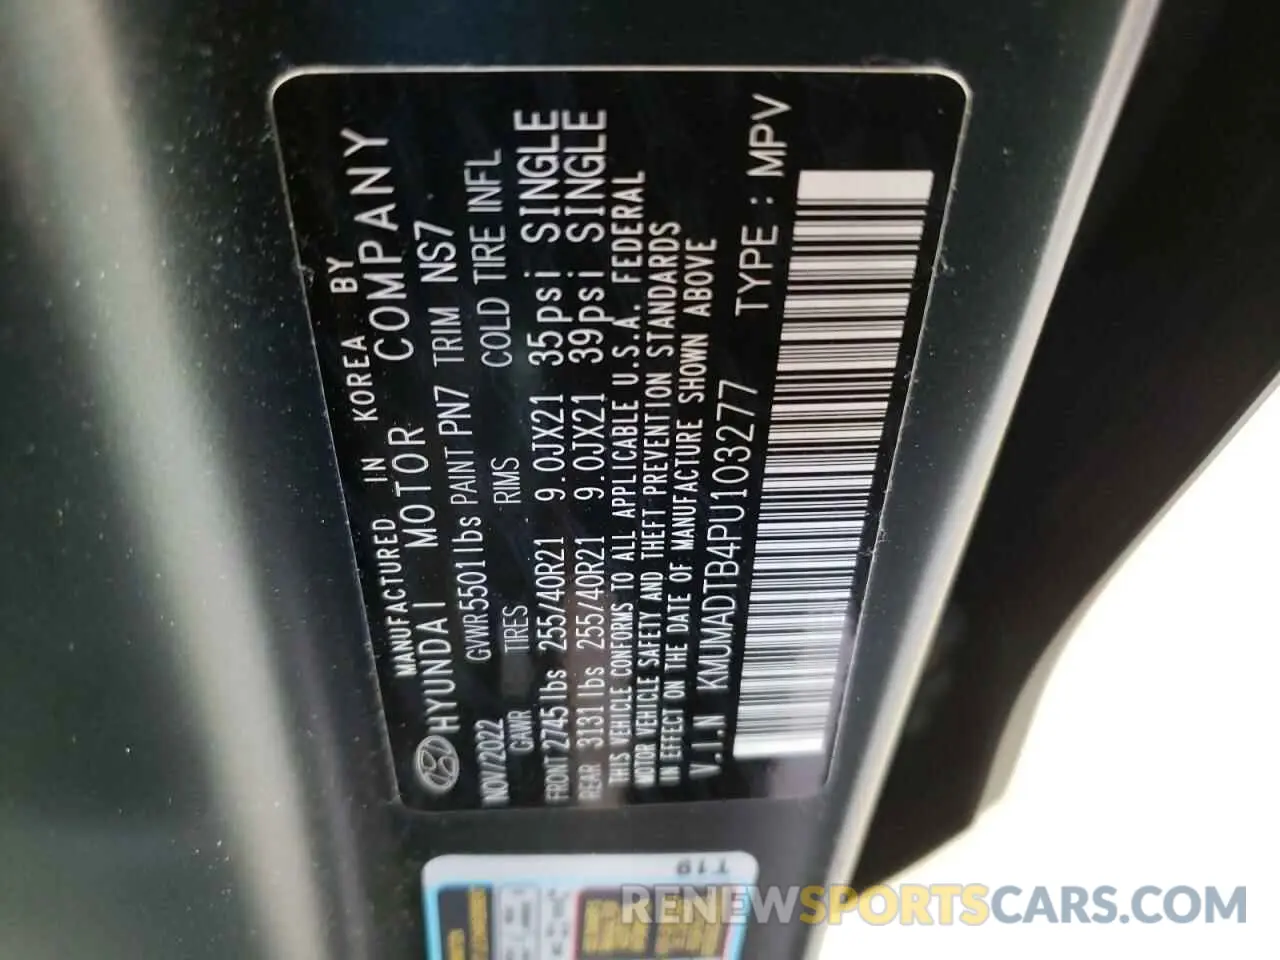 MANUFACTURED IN KOREA BY
HYUNDAI MOTOR COMPANY
NOV/2022 GVWR5501lbs PAINT PN7 TRIM NS7
GAWR TIRES RIMS COLD TIRE INFL
FRONT 2745lbs 255/40R21 9.0JX21 35psi SINGLE
REAR 3131lbs 255/40R21 9.0JX21 39psi SINGLE
THIS VEHICLE CONFORMS TO ALL APPLICABLE U.S.A. FEDERAL
MOTOR VEHICLE SAFETY AND THEFT PREVENTION STANDARDS
IN EFFECT ON THE DATE OF MANUFACTURE SHOWN ABOVE
V.I.N KMUMADTB4PU103277 TYPE : MPV
T19
RENEWSPORTSCARS.COM